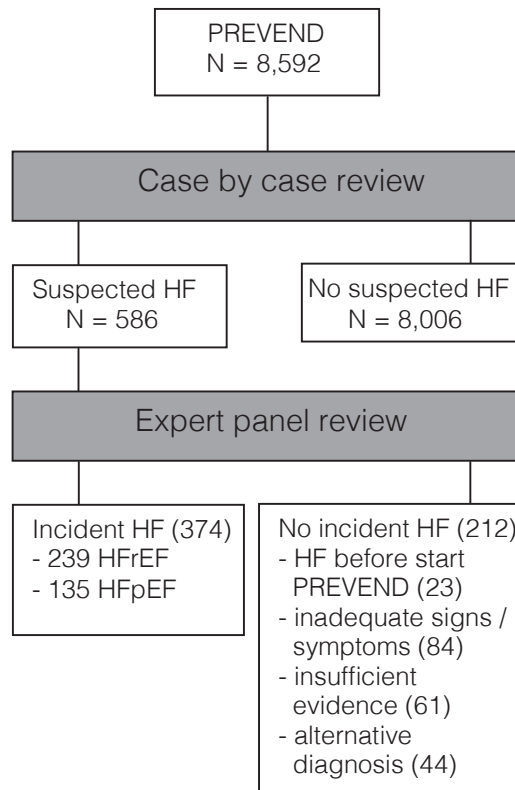 PREVEND
N = 8,592
Case by case review
Suspected HF
N = 586
No suspected HF
N = 8,006
Expert panel review
Incident HF (374)
- 239 HFrEF
- 135 HFpEF
No incident HF (212)
- HF before start
PREVEND (23)
- inadequate signs /
symptoms (84)
- insufficient
evidence (61)
- alternative
diagnosis (44)